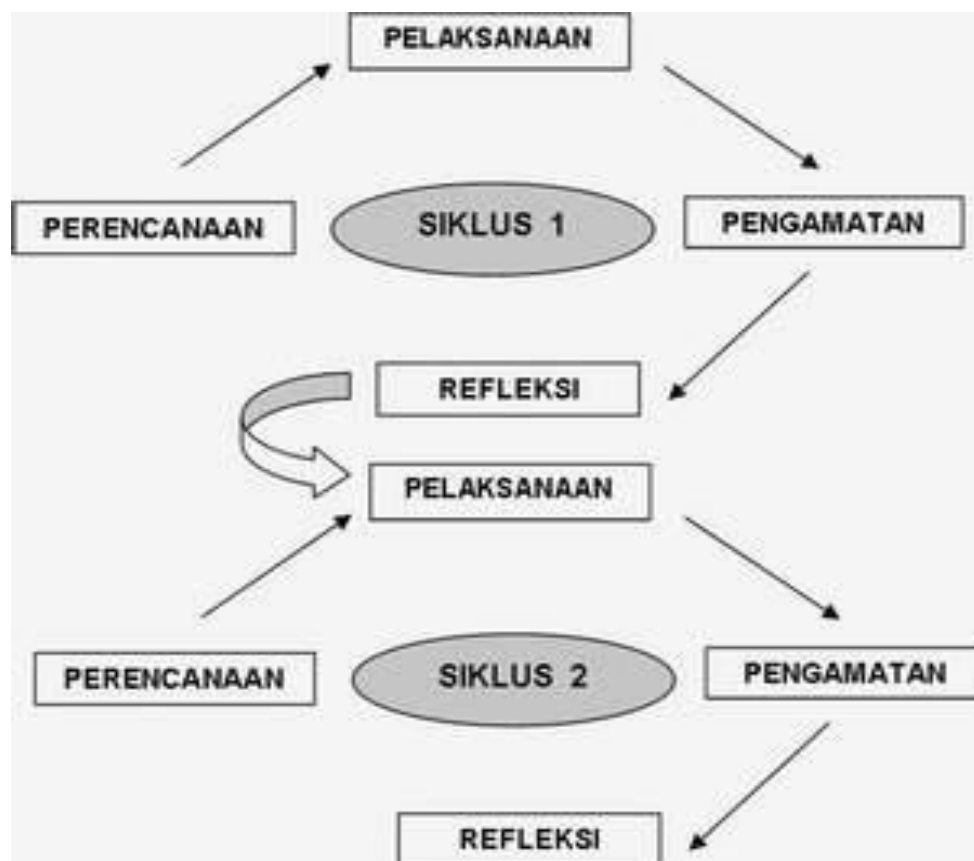 PELAKSANAAN
PERENCANAAN
SIKLUS 1
PENGAMATAN
REFLEKSI
PELAKSANAAN
PERENCANAAN
SIKLUS 2
PENGAMATAN
REFLEKSI